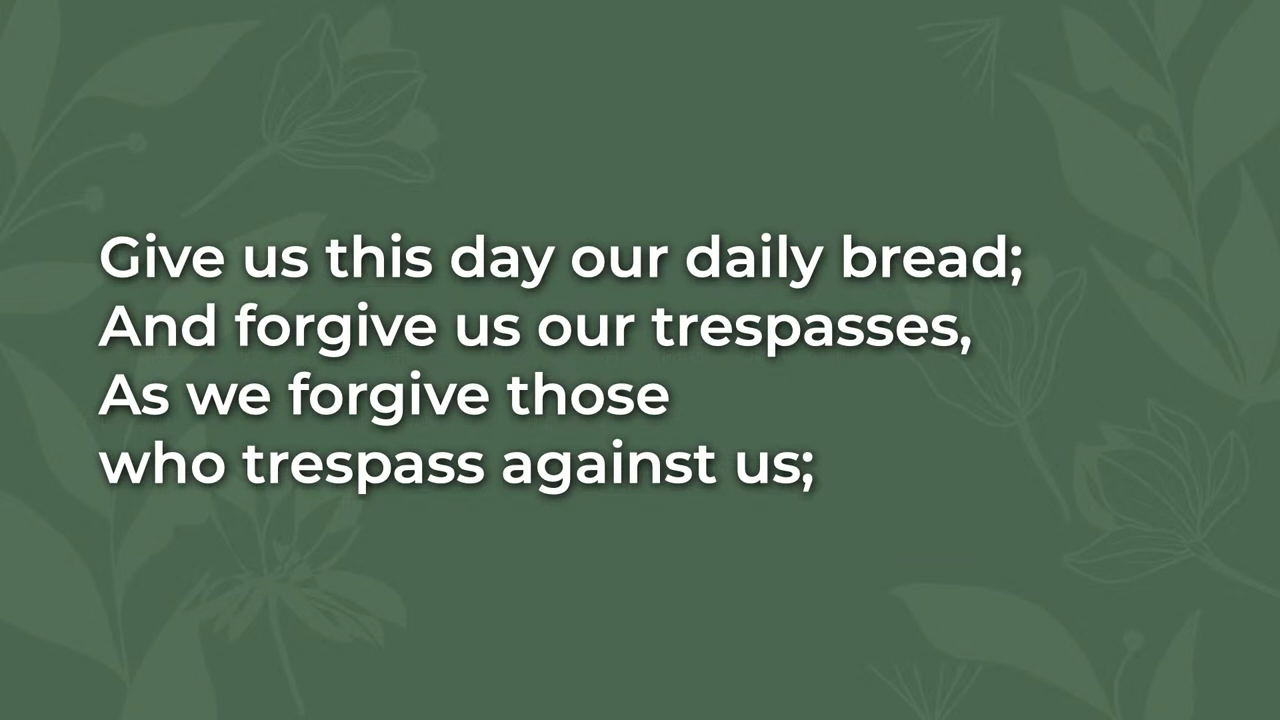 Give us this day our daily bread;
And forgive us our trespasses,
As we forgive those
who trespass against us;